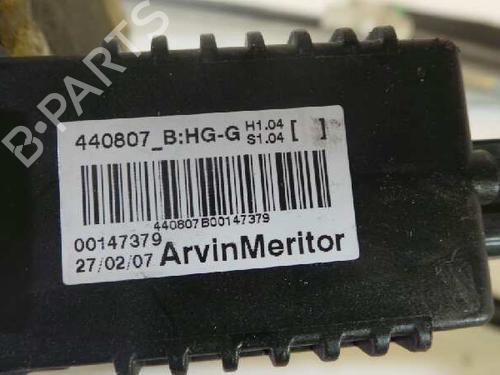 440807_B:HG-G H1.04 [ ]
S1.04
440807B00147379
00147379
27/02/07 ArvinMeritor
B-PARTS